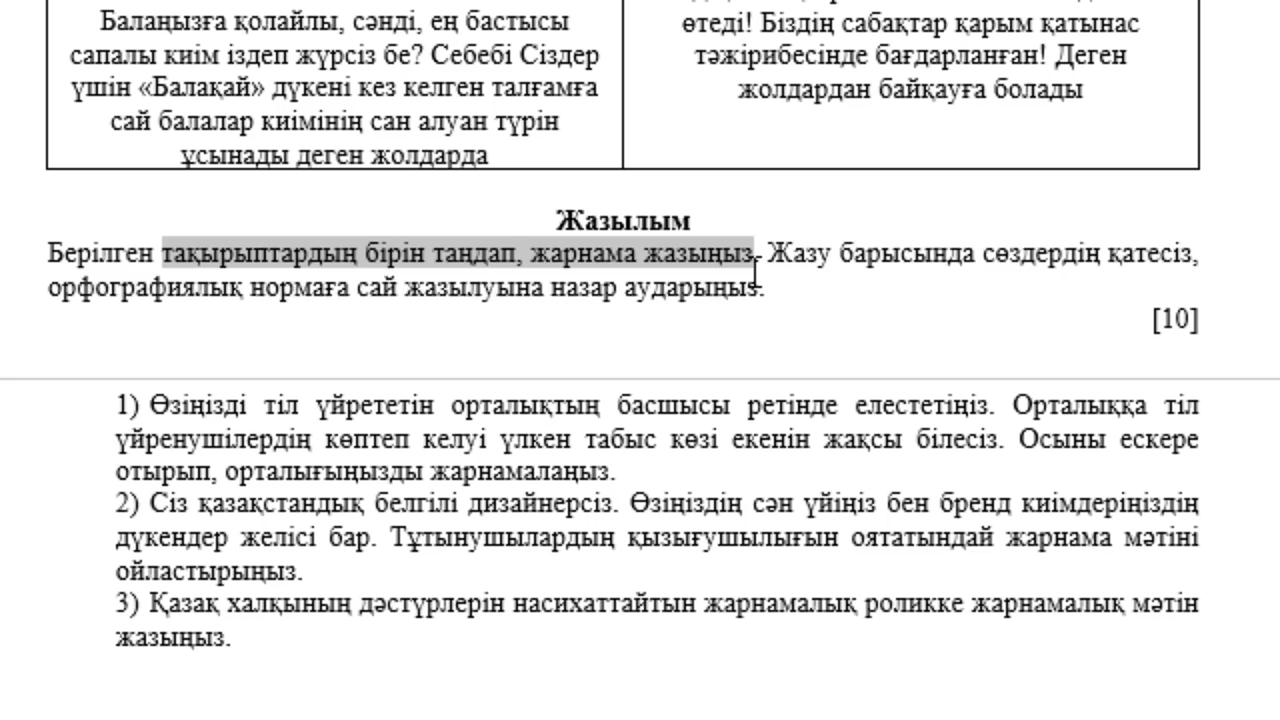 Балаңызға қолайлы, сәнді, ең бастысы
сапалы киім іздеп жүрсіз бе? Себебі Сіздер
үшін «Балақай» дүкені кез келген талғамға
сай балалар киімінің сан алуан түрін
ұсынады деген жолдарда
өтеді! Біздің сабақтар қарым қатынас
тәжірибесінде бағдарланған! Деген
жолдардан байқауға болады
Жазылым
Берілген тақырыптардың бірін таңдап, жарнама жазыңыз. Жазу барысында сөздердің қатесіз,
орфографиялық нормаға сай жазылуына назар аударыңыз.
[10]
1) Өзіңізді тіл үйрететін орталықтың басшысы ретінде елестетіңіз. Орталыққа тіл
үйренушілердің көптеп келуі үлкен табыс көзі екенін жақсы білесіз. Осыны ескере
отырып, орталығыңызды жарнамалаңыз.
2) Сіз қазақстандық белгілі дизайнерсіз. Өзіңіздің сән үйіңіз бен бренд киімдеріңіздің
дүкендер желісі бар. Тұтынушылардың қызығушылығын оятатындай жарнама мәтіні
ойластырыңыз.
3) Қазақ халқының дәстүрлерін насихаттайтын жарнамалық роликке жарнамалық мәтін
жазыңыз.